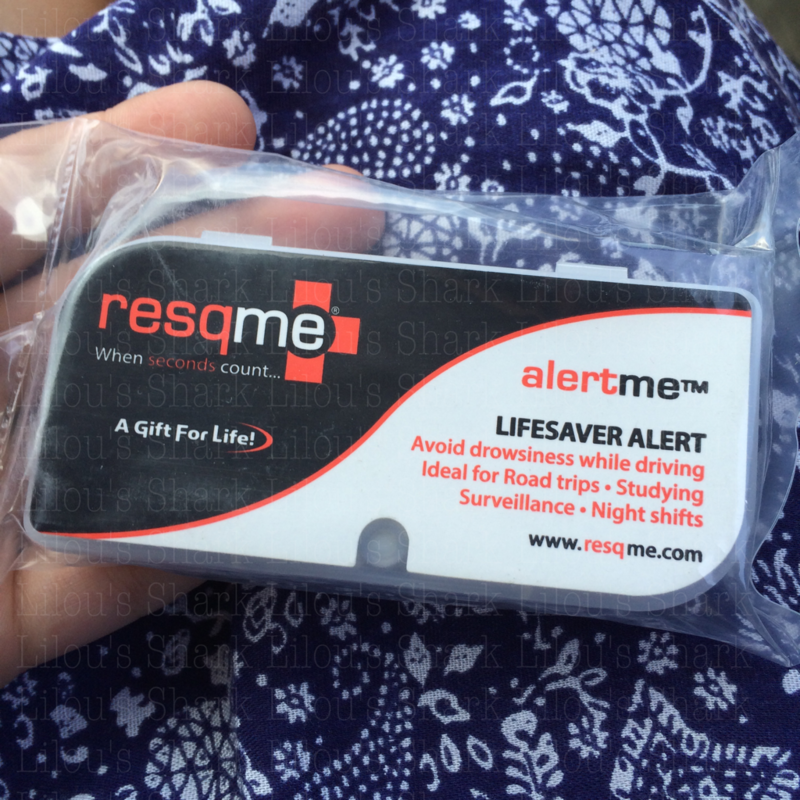 resqme®
When seconds count...
A Gift For Life!
alertme™
LIFESAVER ALERT
Avoid drowsiness while driving
Ideal for Road trips • Studying
Surveillance • Night shifts
www.resqme.com
Lilou's Shark